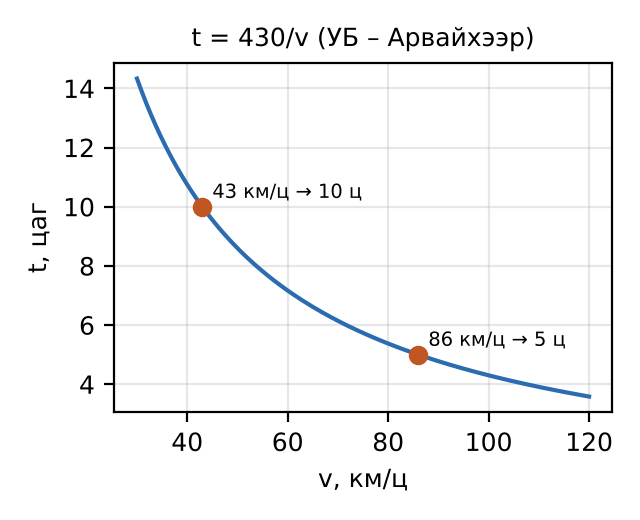 t = 430/v (УБ – Арвайхээр)
t, цаг
14
12
10
8
6
4
43 км/ц → 10 ц
86 км/ц → 5 ц
40 60 80 100 120
v, км/ц